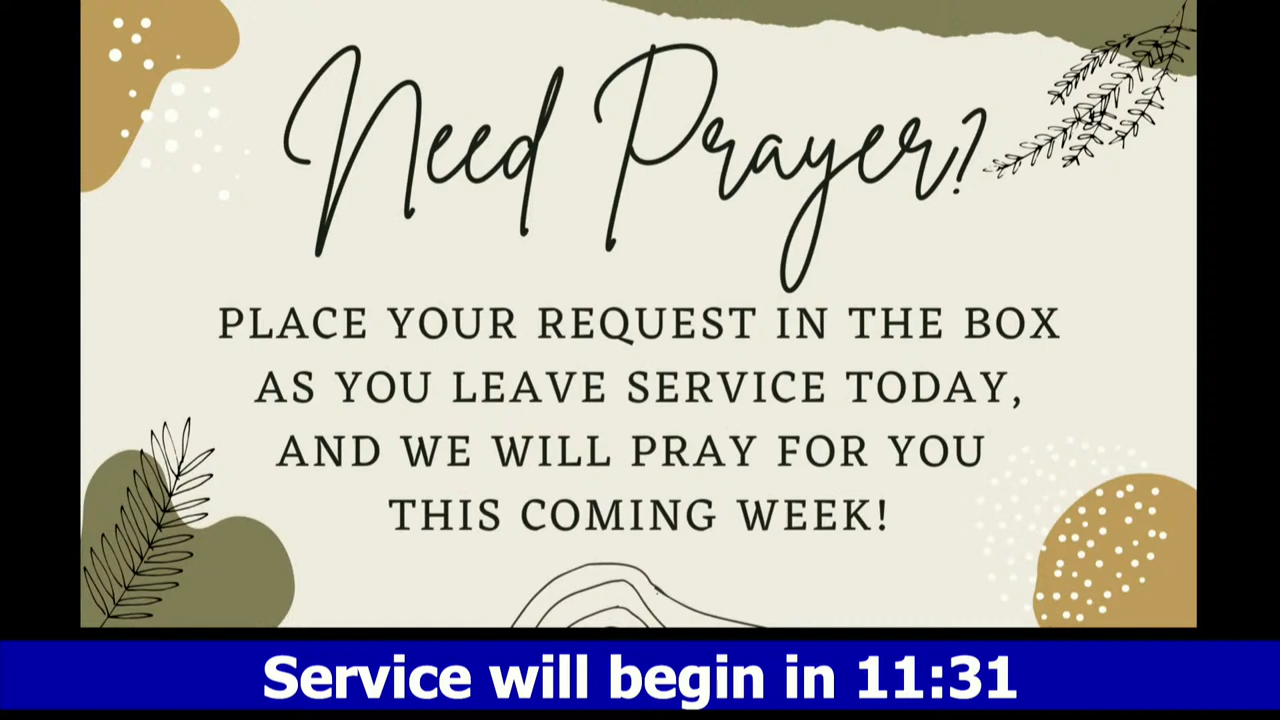 Need Prayer?
PLACE YOUR REQUEST IN THE BOX
AS YOU LEAVE SERVICE TODAY,
AND WE WILL PRAY FOR YOU
THIS COMING WEEK!
Service will begin in 11:31